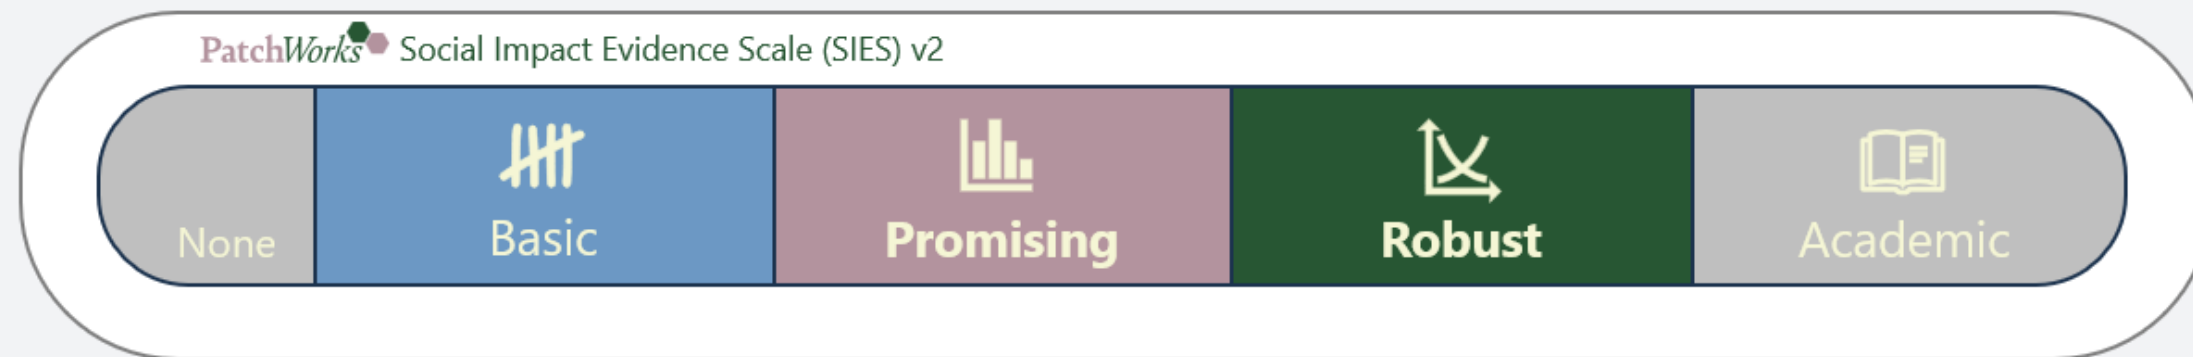 PatchWorks Social Impact Evidence Scale (SIES) v2
None Basic Promising Robust Academic